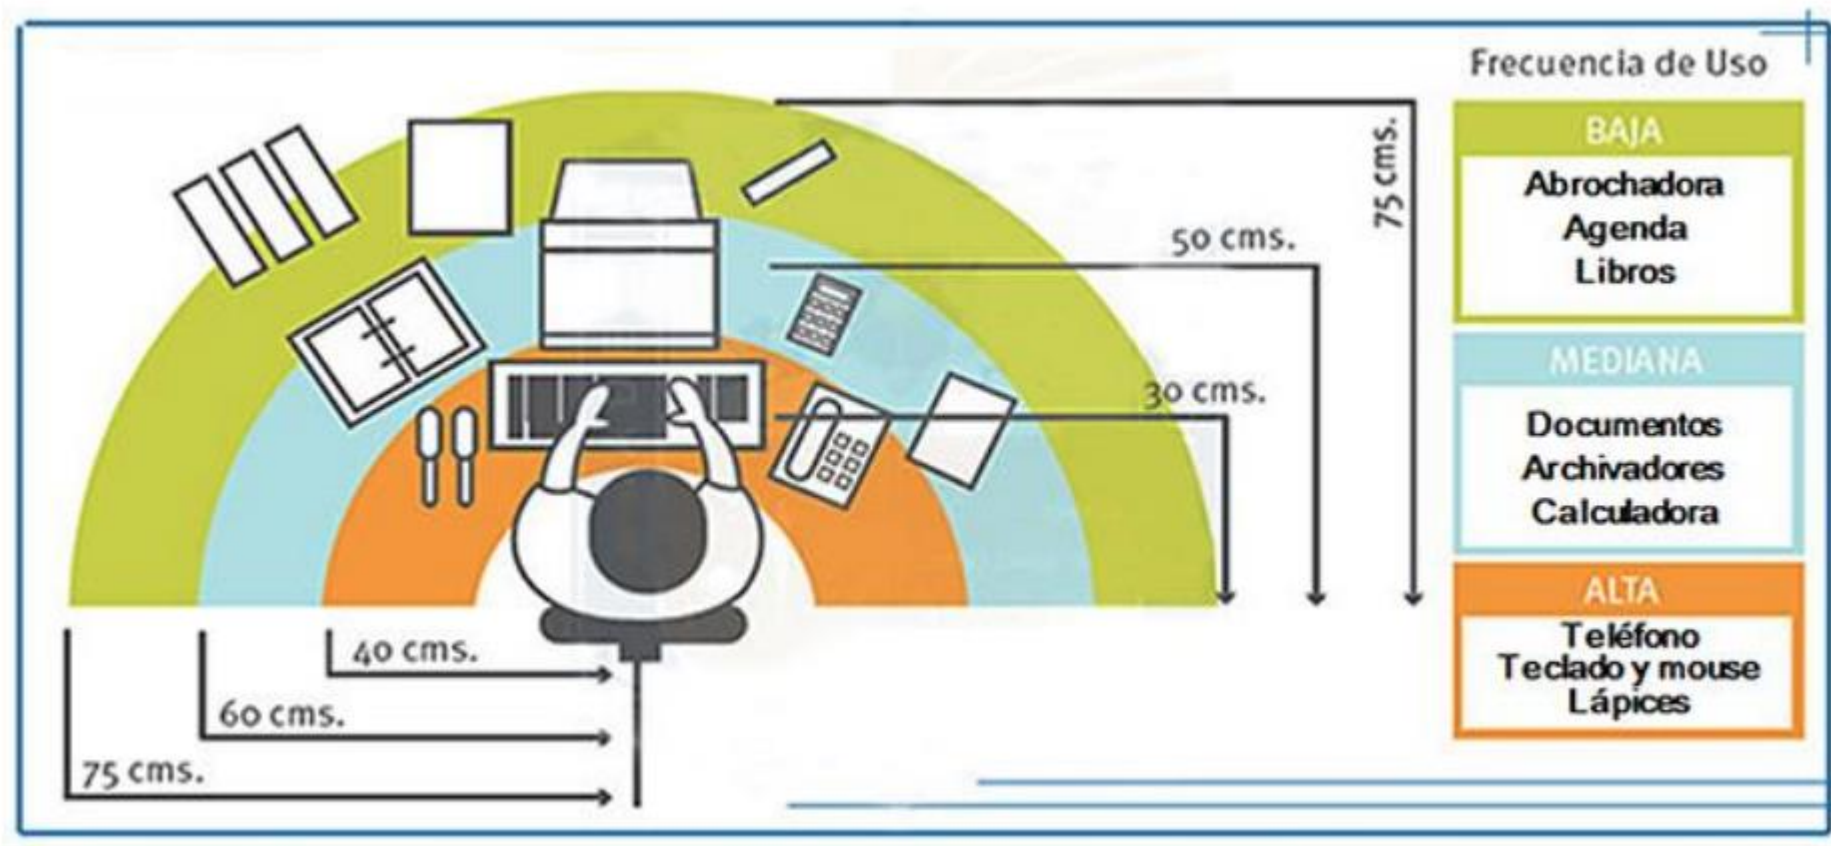 Frecuencia de Uso
BAJA
Abrochadora
Agenda
Libros
MEDIANA
Documentos
Archivadores
Calculadora
ALTA
Teléfono
Teclado y mouse
Lápices
75 cms.
50 cms.
30 cms.
40 cms.
60 cms.
75 cms.